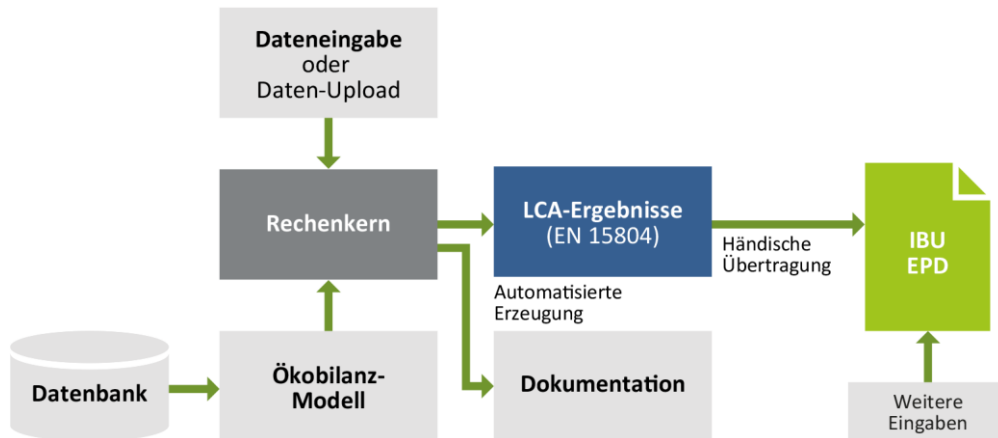 Dateneingabe
oder
Daten-Upload
Rechenkern
LCA-Ergebnisse
(EN 15804)
Händische
Übertragung
IBU
EPD
Automatisierte
Erzeugung
Datenbank
Ökobilanz-
Modell
Dokumentation
Weitere
Eingaben